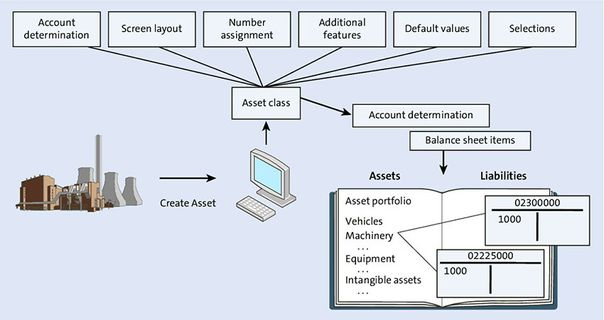 Account
determination
Screen layout
Number
assignment
Additional
features
Default values
Selections
Asset class
Account determination
Balance sheet items
Create Asset
Assets
Liabilities
Asset portfolio
Vehicles
Machinery
...
Equipment
...
Intangible assets
...
02300000
1000
02225000
1000